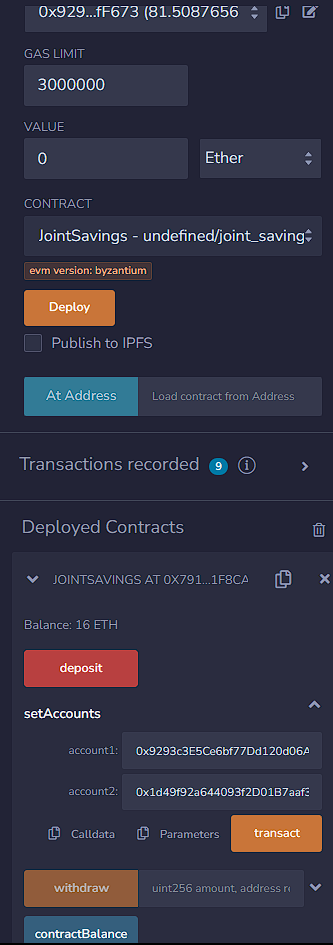 0x929...fF673 (81.5087656
GAS LIMIT
3000000
VALUE
0
Ether
CONTRACT
JointSavings - undefined/joint_saving
evm version: byzantium
Deploy
Publish to IPFS
At Address Load contract from Address
Transactions recorded 9 i
Deployed Contracts
JOINTSAVINGS AT 0X791...1F8CA
Balance: 16 ETH
deposit
setAccounts
account1: 0x9293c3E5Ce6bf77Dd120d06A
account2: 0x1d49f92a644093f2D01B7aaf3
Calldata Parameters transact
withdraw uint256 amount, address re
contractBalance